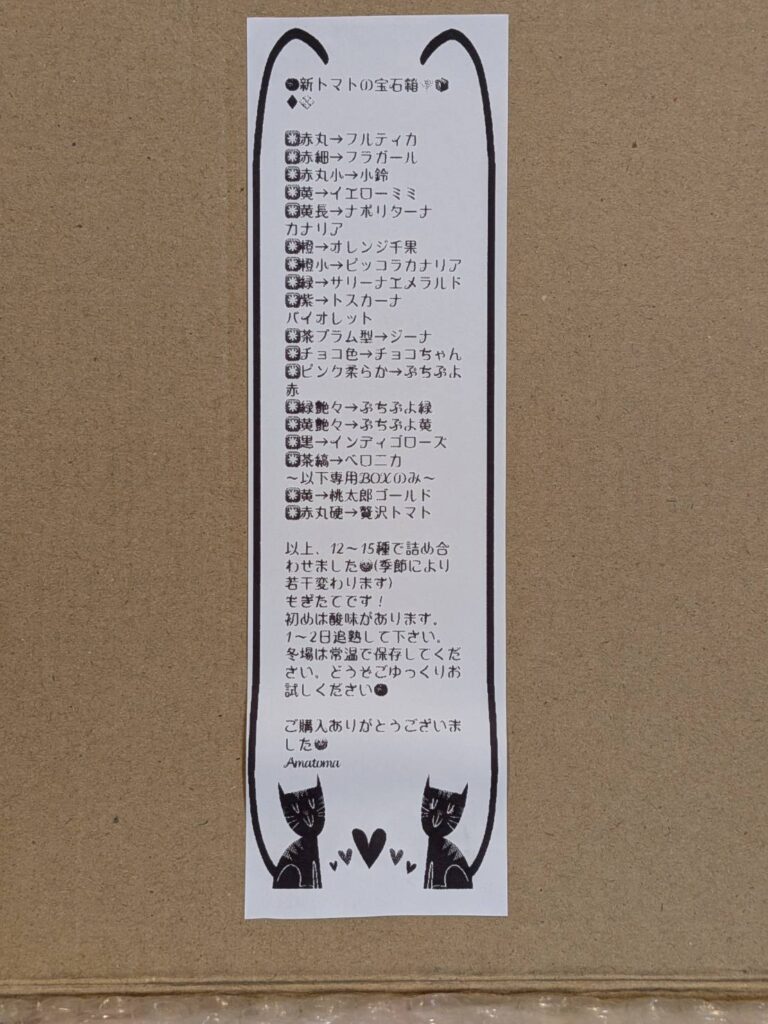 🍅新トマトの宝石箱✨📦
♦️💠
✳️赤丸→フルティカ
✳️赤細→フラガール
✳️赤丸小→小鈴
✳️黄→イエローミミ
✳️黄長→ナポリターナ
カナリア
✳️橙→オレンジ千果
✳️橙小→ピッコラカナリア
✳️緑→サリーナエメラルド
✳️紫→トスカーナ
バイオレット
✳️茶プラム型→ジーナ
✳️チョコ色→チョコちゃん
✳️ピンク柔らか→ぷちぷよ
赤
✳️緑艶々→ぷちぷよ緑
✳️黄艶々→ぷちぷよ黄
✳️黒→インディゴローズ
✳️茶縞→ベロニカ
～以下専用BOXのみ～
✳️黄→桃太郎ゴールド
✳️赤丸硬→贅沢トマト
以上、12～15種で詰め合
わせました😀(季節により
若干変わります)
もぎたてです！
初めは酸味があります。
1～2日追熟して下さい。
冬場は常温で保存してくだ
さい。どうぞごゆっくりお
試しください🍅
ご購入ありがとうございま
した😀
Amatoma